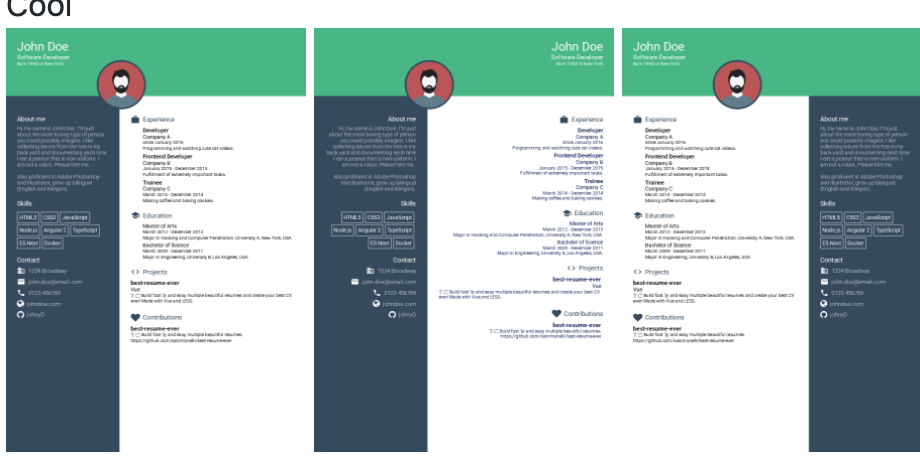 Cool
John Doe
Software Developer
Born 1990 in New York
About me
Hi, my name is John Doe. I'm just
about the most boring type of person
you could possibly imagine. I like
collecting leaves from the tree in my
back yard and documenting each time
I eat a peanut that is non-uniform. I
am not a robot. Please hire me.
Also proficient in Adobe Photoshop
and Illustrator, grew up bilingual
(English and Klingon).
Skills
HTML5 CSS3 JavaScript
Node.js Angular 2 TypeScript
ES.Next Docker
Contact
1234 Broadway
john.doe@email.com
0123 456789
johndoe.com
johnyD
Experience
Developer
Company A
since January 2016
Programming and watching cute cat videos.
Frontend Developer
Company B
January 2015 - December 2015
Fulfillment of extremely important tasks.
Trainee
Company C
March 2014 - December 2014
Making coffee and baking cookies.
Education
Master of Arts
March 2012 - December 2013
Major in Hacking and Computer Penetration, University A, New York, USA.
Bachelor of Science
March 2009 - December 2011
Major in Engineering, University B, Los Angeles, USA.
Projects
best-resume-ever
Vue
Build fast and easy multiple beautiful resumes and create your best CV
ever! Made with Vue and LESS.
Contributions
best-resume-ever
Build fast and easy multiple beautiful resumes.
https://github.com/salomonelli/best-resume-ever
John Doe
Software Developer
Born 1990 in New York
About me
Hi, my name is John Doe. I'm just
about the most boring type of person
you could possibly imagine. I like
collecting leaves from the tree in my
back yard and documenting each time
I eat a peanut that is non-uniform. I
am not a robot. Please hire me.
Also proficient in Adobe Photoshop
and Illustrator, grew up bilingual
(English and Klingon).
Skills
HTML5 CSS3 JavaScript
Node.js Angular 2 TypeScript
ES.Next Docker
Contact
1234 Broadway
john.doe@email.com
0123 456789
johndoe.com
johnyD
Experience
Developer
Company A
since January 2016
Programming and watching cute cat videos.
Frontend Developer
Company B
January 2015 - December 2015
Fulfillment of extremely important tasks.
Trainee
Company C
March 2014 - December 2014
Making coffee and baking cookies.
Education
Master of Arts
March 2012 - December 2013
Major in Hacking and Computer Penetration, University A, New York, USA.
Bachelor of Science
March 2009 - December 2011
Major in Engineering, University B, Los Angeles, USA.
Projects
best-resume-ever
Vue
Build fast and easy multiple beautiful resumes and create your best CV
ever! Made with Vue and LESS.
Contributions
best-resume-ever
Build fast and easy multiple beautiful resumes.
https://github.com/salomonelli/best-resume-ever
John Doe
Software Developer
Born 1990 in New York
Experience
Developer
Company A
since January 2016
Programming and watching cute cat videos.
Frontend Developer
Company B
January 2015 - December 2015
Fulfillment of extremely important tasks.
Trainee
Company C
March 2014 - December 2014
Making coffee and baking cookies.
Education
Master of Arts
March 2012 - December 2013
Major in Hacking and Computer Penetration, University A, New York, USA.
Bachelor of Science
March 2009 - December 2011
Major in Engineering, University B, Los Angeles, USA.
Projects
best-resume-ever
Vue
Build fast and easy multiple beautiful resumes and create your best CV
ever! Made with Vue and LESS.
Contributions
best-resume-ever
Build fast and easy multiple beautiful resumes.
https://github.com/salomonelli/best-resume-ever
About me
Hi, my name is John Doe. I'm just
about the most boring type of person
you could possibly imagine. I like
collecting leaves from the tree in my
back yard and documenting each time
I eat a peanut that is non-uniform. I
am not a robot. Please hire me.
Also proficient in Adobe Photoshop
and Illustrator, grew up bilingual
(English and Klingon).
Skills
HTML5 CSS3 JavaScript
Node.js Angular 2 TypeScript
ES.Next Docker
Contact
1234 Broadway
john.doe@email.com
0123 456789
johndoe.com
johnyD